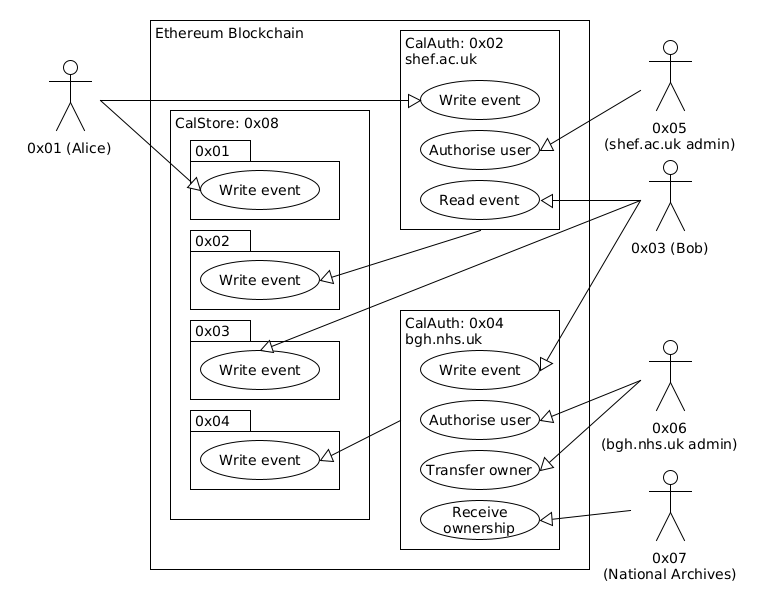 Ethereum Blockchain
CalAuth: 0x02
shef.ac.uk
Write event
Authorise user
Read event
0x01 (Alice)
CalStore: 0x08
0x01
Write event
0x02
Write event
0x03
Write event
0x04
Write event
CalAuth: 0x04
bgh.nhs.uk
Write event
Authorise user
Transfer owner
Receive
ownership
0x05
(shef.ac.uk admin)
0x03 (Bob)
0x06
(bgh.nhs.uk admin)
0x07
(National Archives)